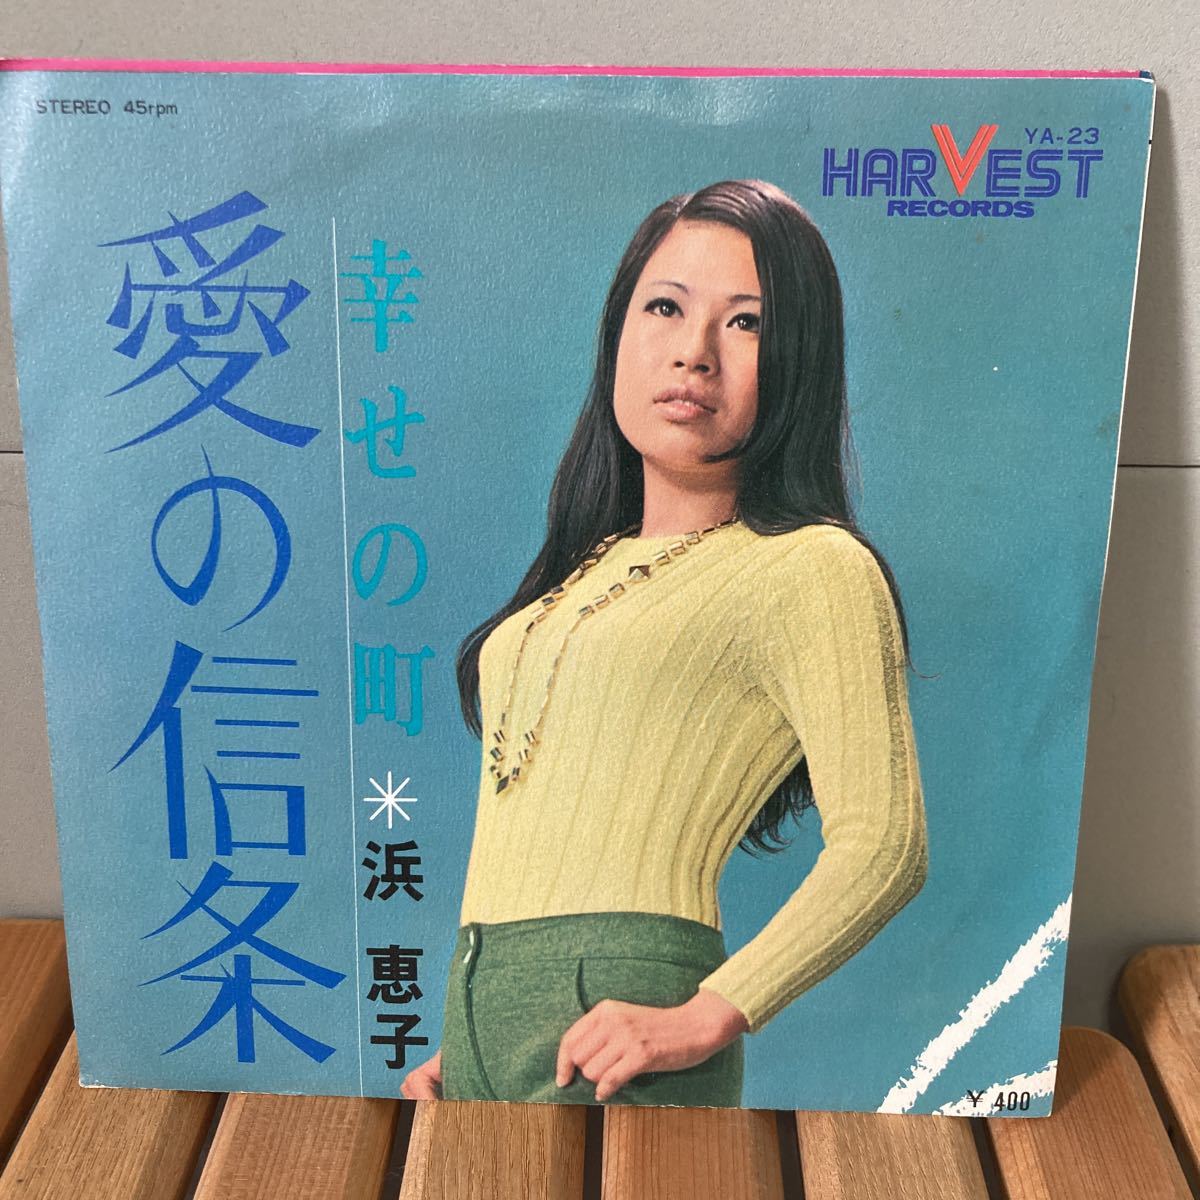 STEREO 45rpm
YA-23
HARVEST
RECORDS
愛の信条
幸せの町
＊浜 恵子
￥400